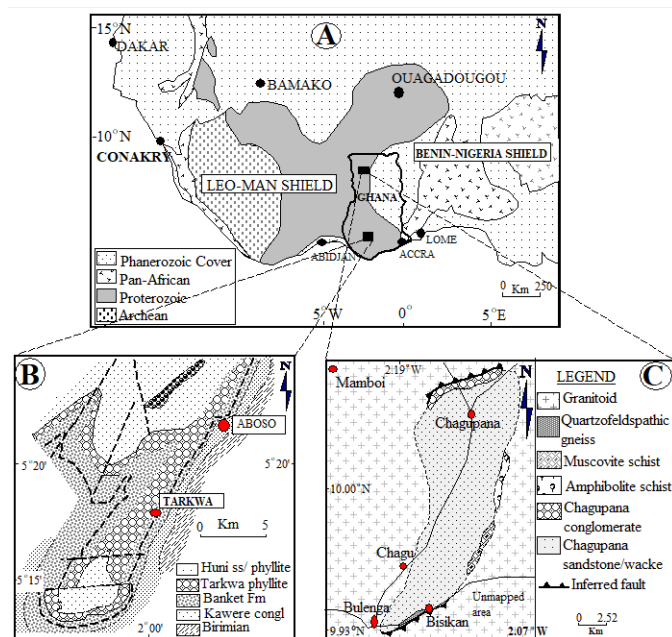 15°N
A
N
DAKAR
BAMAKO
OUAGADOUGOU
10°N
CONAKRY
BENIN-NIGERIA SHIELD
LEO-MAN SHIELD
GHANA
LOME
ABIDJAN
ACCRA
Phanerozoic Cover
Pan-African
Proterozoic
Archean
0 250
Km
5°W
0°
5°E
B
N
ABOSO
5°20'
5°20'
TARKWA
0 Km 5
5°15'
Huni ss/ phyllite
Tarkwa phyllite
Banket Fm
Kawere congl
Birimian
2°00'
2.19°W
N
C
Mamboi
Chagupana
10.00°N
Chagu
Bulenga
Bisikan
Unmapped
area
9.93°N
2.07°W
LEGEND
Granitoid
Quartzofeldspathic
gneiss
Muscovite schist
Amphibolite schist
Chagupana
conglomerate
Chagupana
sandstone/wacke
Inferred fault
0 2.52
Km